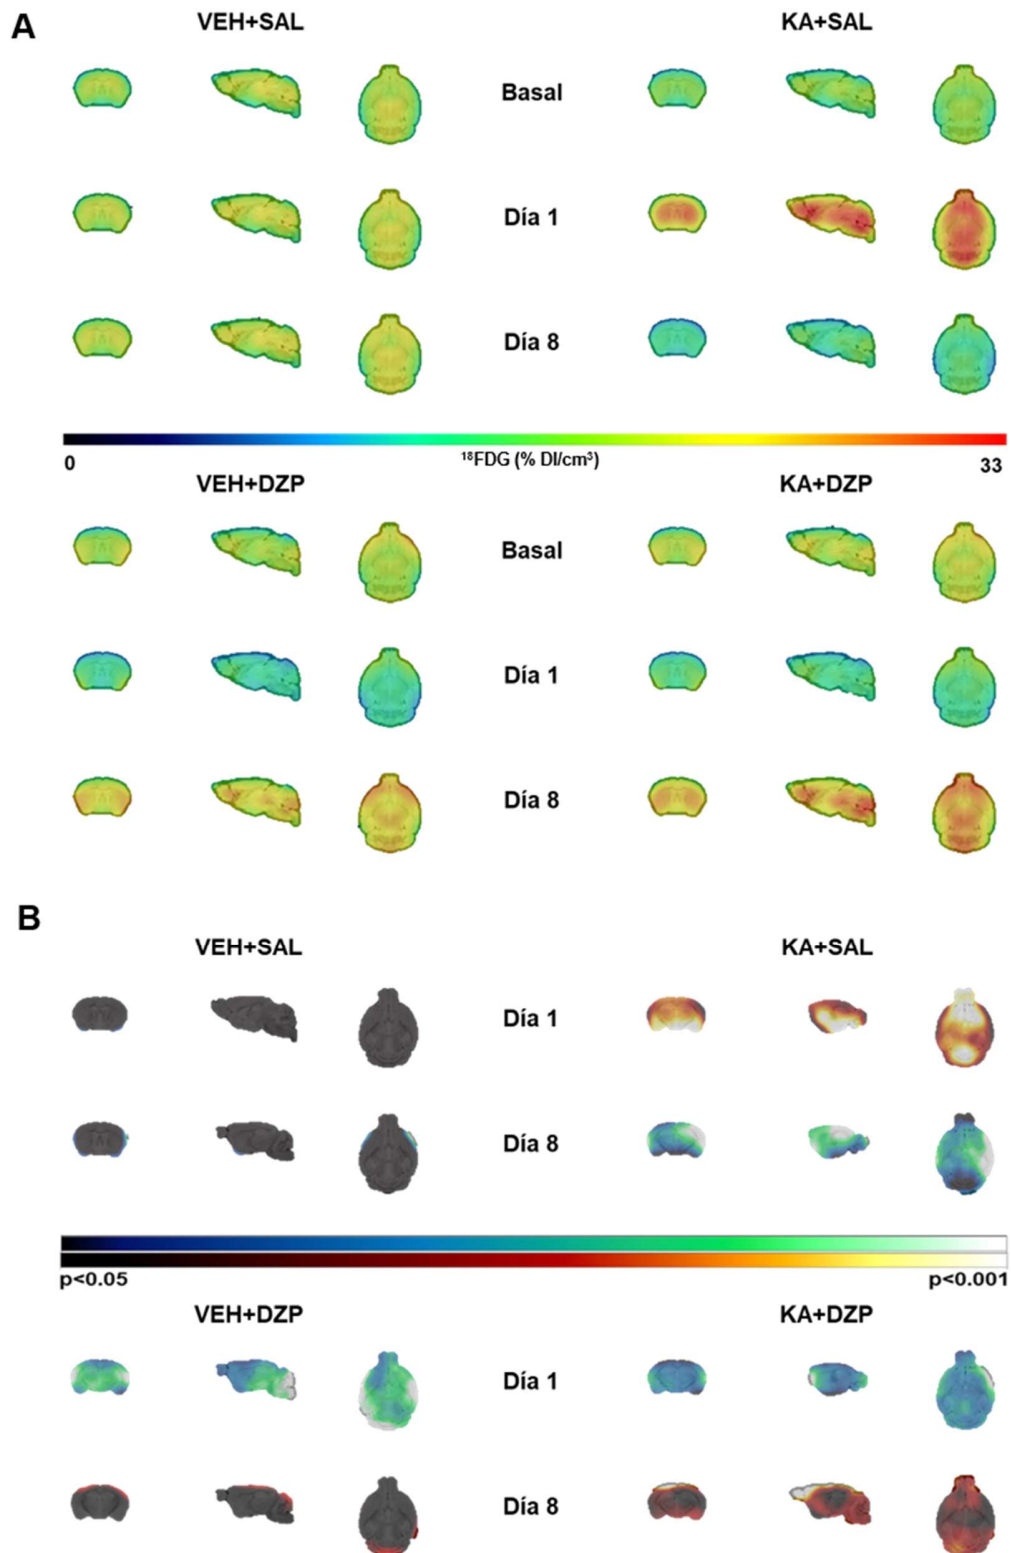 A
VEH+SAL
KA+SAL
Basal
Día 1
Día 8
0
¹⁸FDG (% DI/cm³)
33
VEH+DZP
KA+DZP
Basal
Día 1
Día 8
B
VEH+SAL
KA+SAL
Día 1
Día 8
p<0.05
p<0.001
VEH+DZP
KA+DZP
Día 1
Día 8